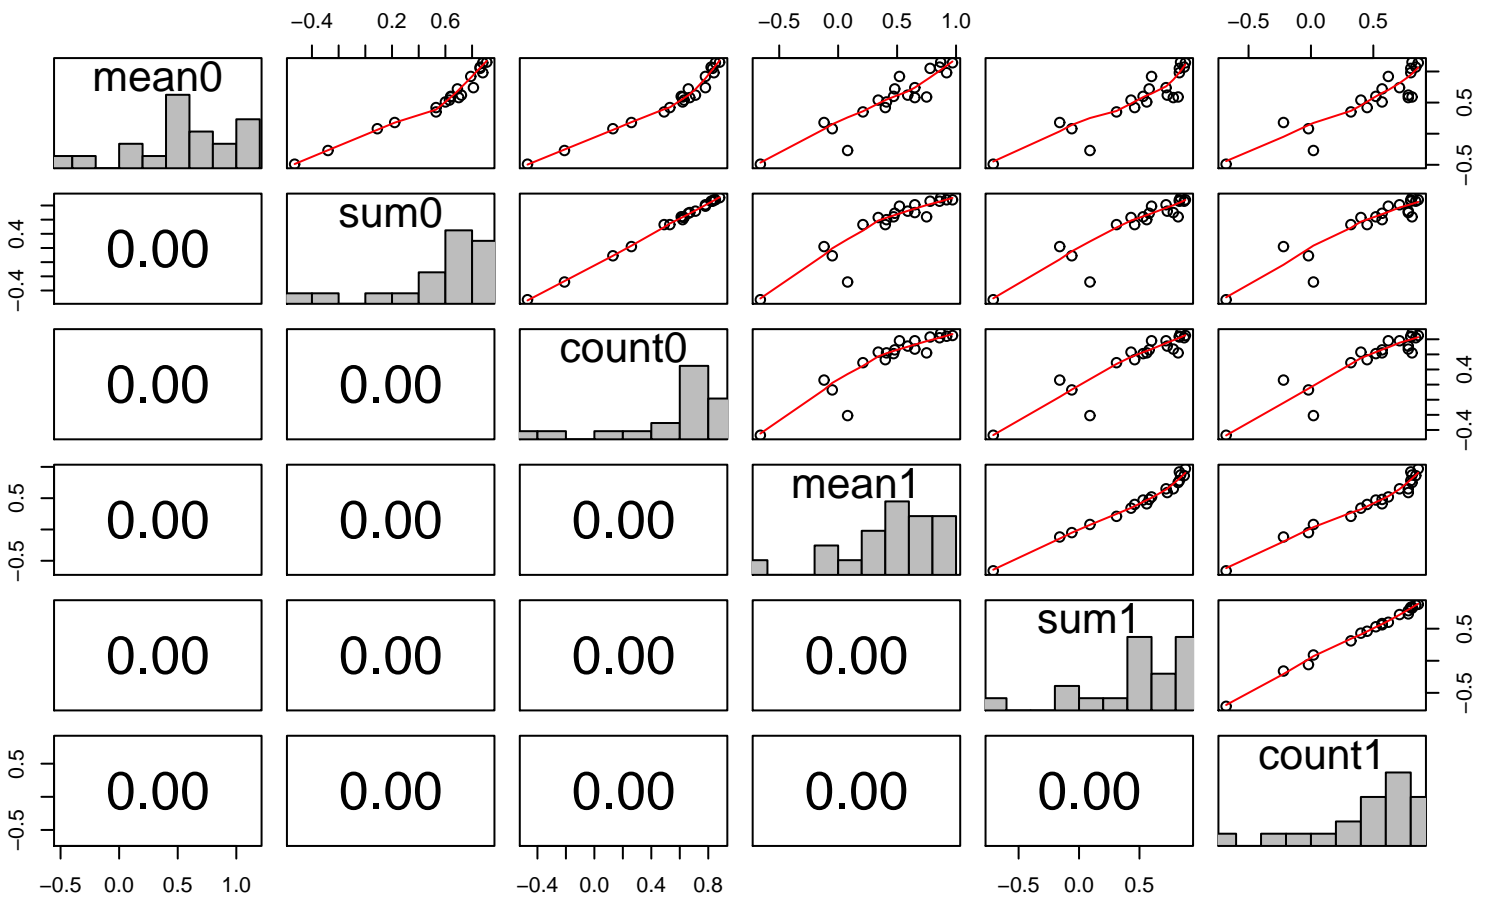 −0.4 0.2 0.6 −0.5 0.0 0.5 1.0 −0.5 0.0 0.5
mean0 −0.5 0.5
−0.4 0.4 0.00 sum0
0.00 0.00 count0 −0.4 0.4
−0.5 0.5 0.00 0.00 0.00 mean1
0.00 0.00 0.00 0.00 sum1 −0.5 0.5
−0.5 0.5 0.00 0.00 0.00 0.00 0.00 count1
−0.5 0.0 0.5 1.0 −0.4 0.0 0.4 0.8 −0.5 0.0 0.5